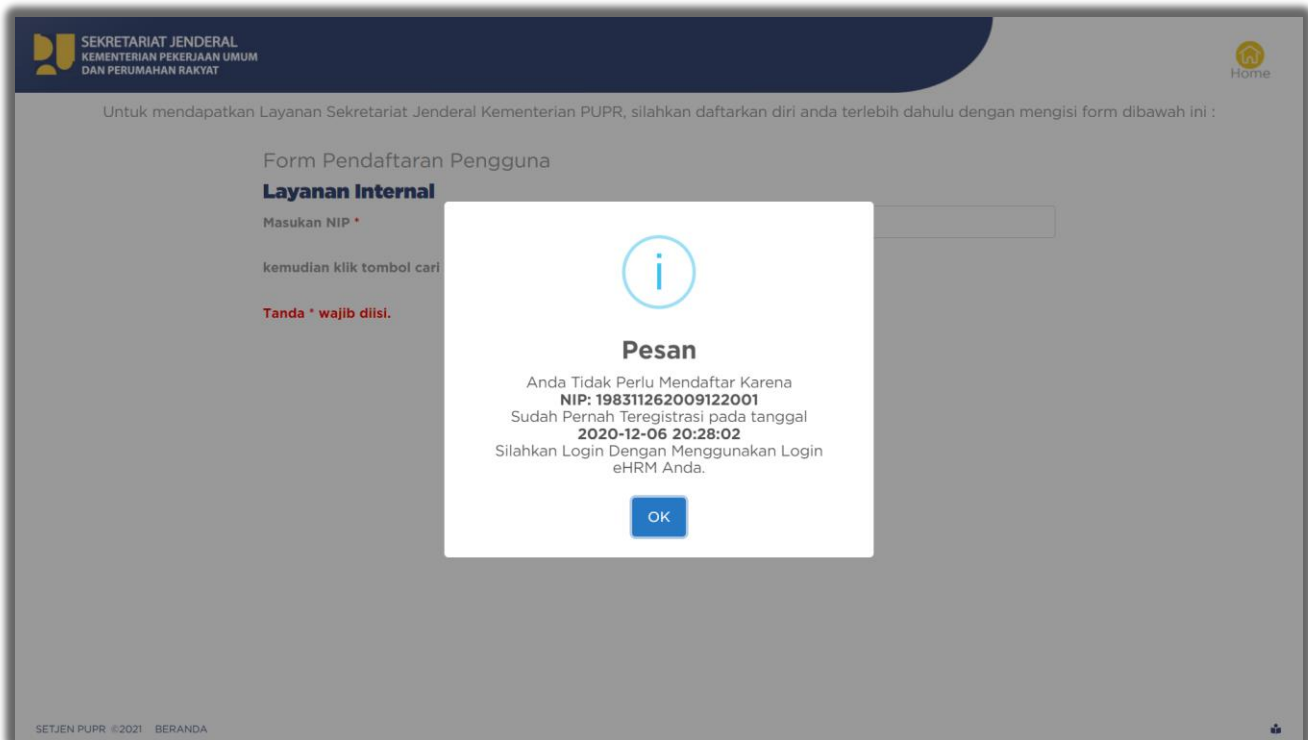 SEKRETARIAT JENDERAL
KEMENTERIAN PEKERJAAN UMUM
DAN PERUMAHAN RAKYAT
Home
Untuk mendapatkan Layanan Sekretariat Jenderal Kementerian PUPR, silahkan daftarkan diri anda terlebih dahulu dengan mengisi form dibawah ini :
Form Pendaftaran Pengguna
Layanan Internal
Masukan NIP *
kemudian klik tombol cari
Tanda * wajib diisi.
i
Pesan
Anda Tidak Perlu Mendaftar Karena
NIP: 198311262009122001
Sudah Pernah Teregistrasi pada tanggal
2020-12-06 20:28:02
Silahkan Login Dengan Menggunakan Login
eHRM Anda.
OK
SETJEN PUPR ©2021 BERANDA